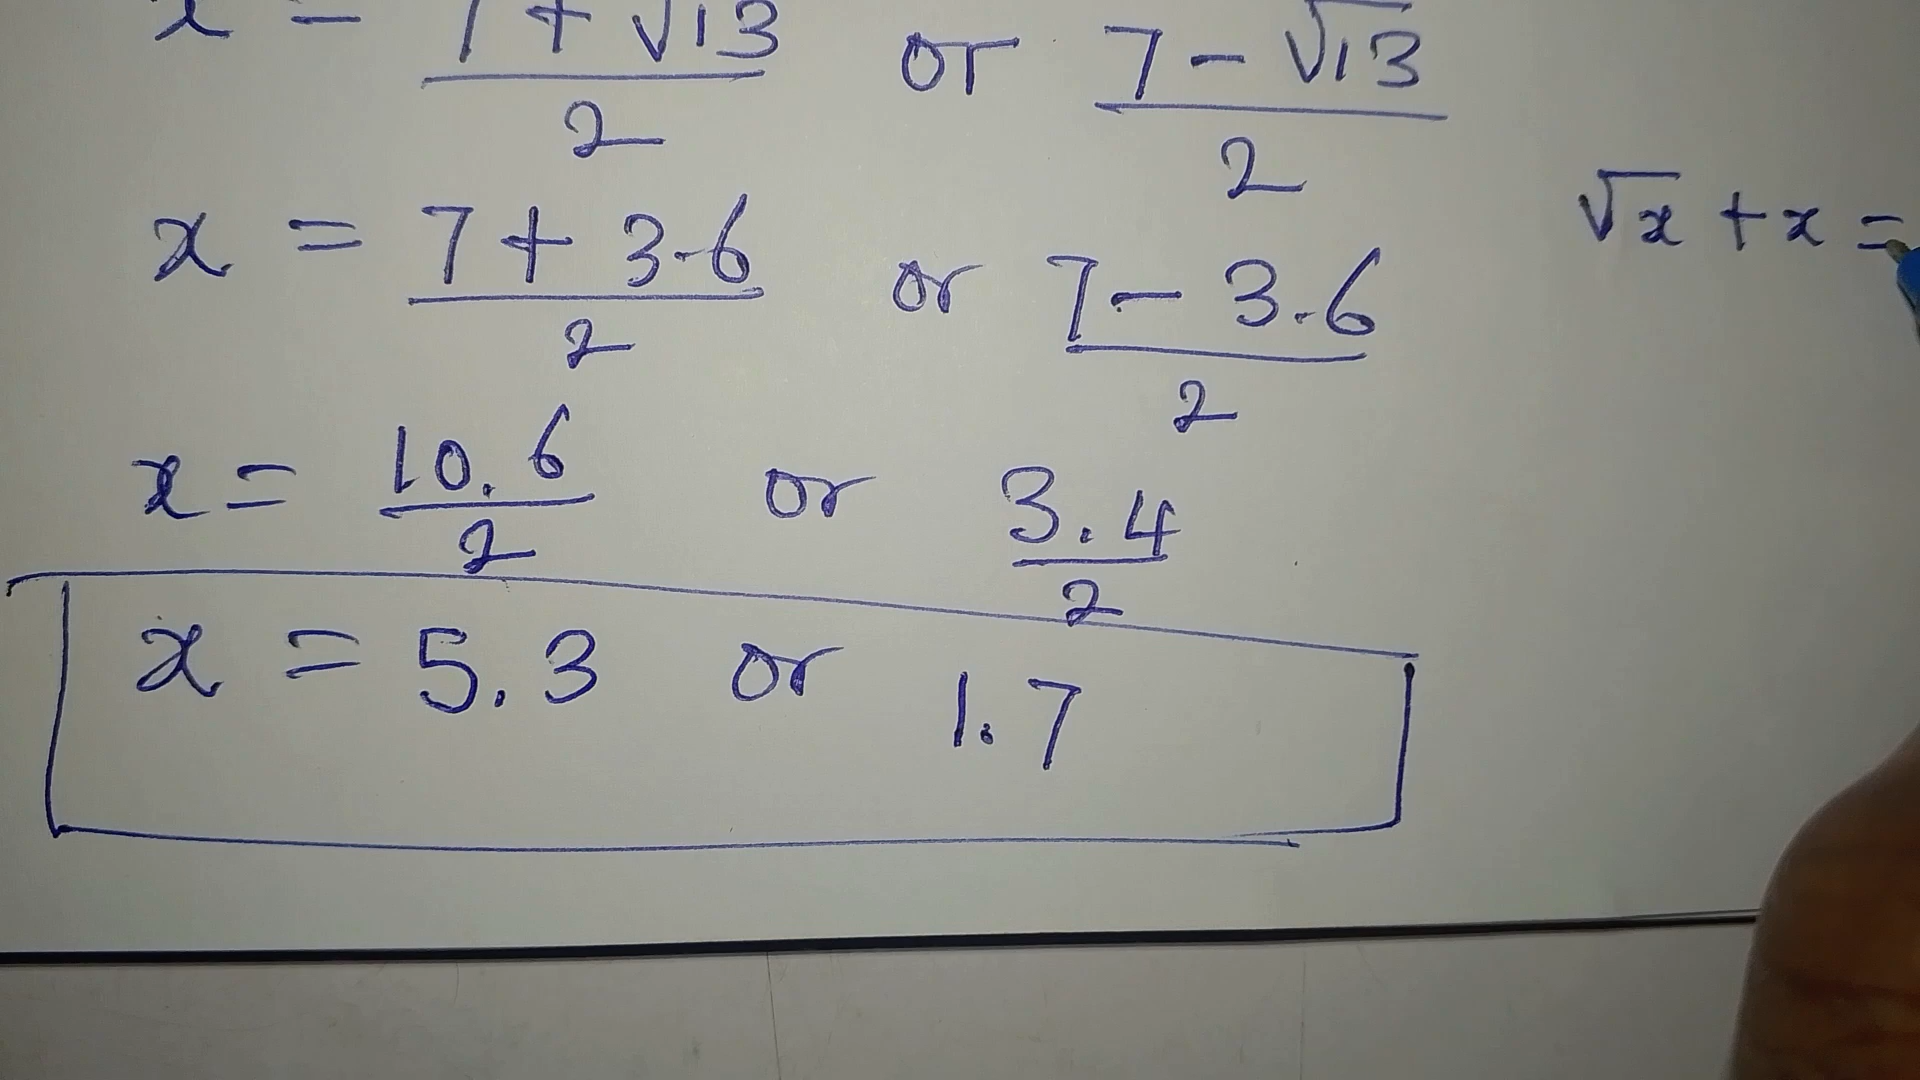 x = 7 + √13 / 2 or 7 - √13 / 2
x = 7 + 3.6 / 2 or 7 - 3.6 / 2
√x + x =
x = 10.6 / 2 or 3.4 / 2
x = 5.3 or 1.7